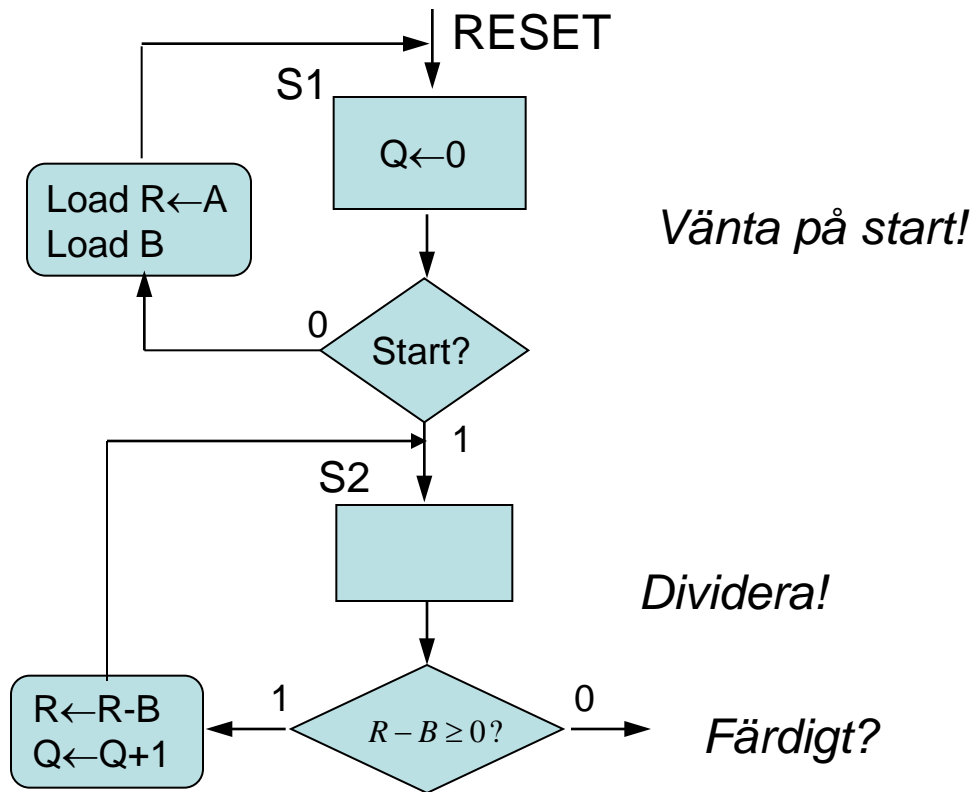 RESET
S1
Q←0
Load R←A
Load B
Vänta på start!
0
Start?
1
S2
Dividera!
1
0
R←R-B
Q←Q+1
R − B ≥ 0?
Färdigt?